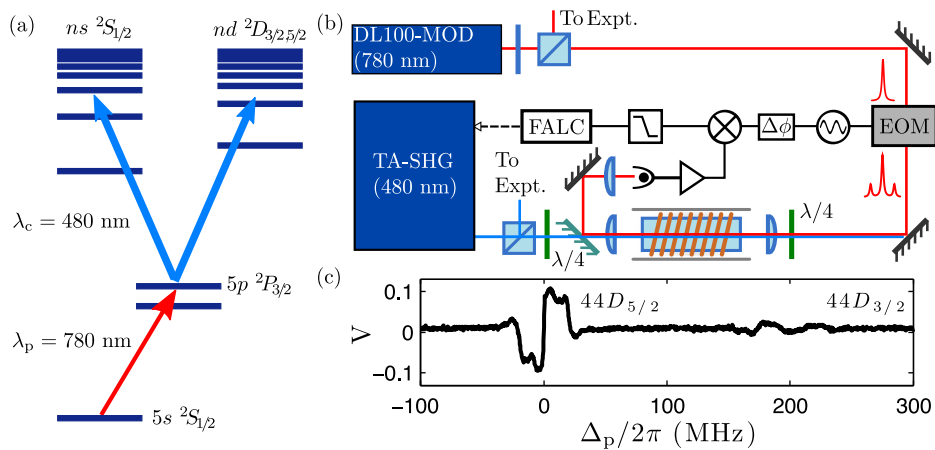 (a)
ns ²S₁/₂
nd ²D₃/₂,₅/₂
λc = 480 nm
5p ²P₃/₂
λp = 780 nm
5s ²S₁/₂
(b)
To Expt.
DL100-MOD
(780 nm)
FALC
Δϕ
EOM
TA-SHG
(480 nm)
To
Expt.
λ/4
λ/4
(c)
0.1
0
−0.1
V
44D₅/₂
44D₃/₂
−100
0
100
200
300
Δp/2π (MHz)